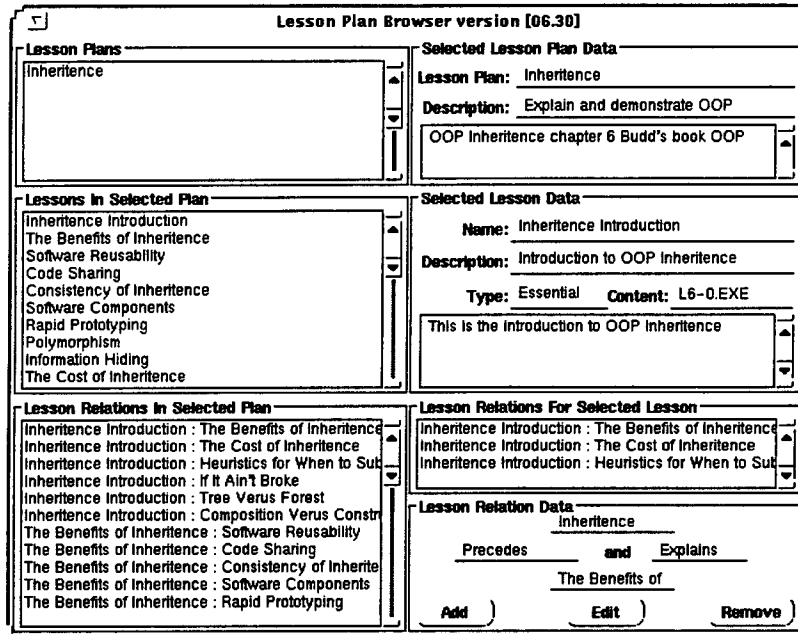 Lesson Plan Browser version [06.30]
Lesson Plans
Inheritence
Selected Lesson Plan Data
Lesson Plan: Inheritence
Description: Explain and demonstrate OOP
OOP Inheritence chapter 6 Budd's book OOP
Lessons In Selected Plan
Inheritence Introduction
The Benefits of Inheritence
Software Reusability
Code Sharing
Consistency of Inheritence
Software Components
Rapid Prototyping
Polymorphism
Information Hiding
The Cost of Inheritence
Selected Lesson Data
Name: Inheritence Introduction
Description: Introduction to OOP Inheritence
Type: Essential Content: L6-0.EXE
This is the introduction to OOP Inheritence
Lesson Relations In Selected Plan
Inheritence Introduction : The Benefits of Inheritence
Inheritence Introduction : The Cost of Inheritence
Inheritence Introduction : Heuristics for When to Sub
Inheritence Introduction : If It Ain't Broke
Inheritence Introduction : Tree Verus Forest
Inheritence Introduction : Composition Verus Constr
The Benefits of Inheritence : Software Reusability
The Benefits of Inheritence : Code Sharing
The Benefits of Inheritence : Consistency of Inherite
The Benefits of Inheritence : Software Components
The Benefits of Inheritence : Rapid Prototyping
Lesson Relations For Selected Lesson
Inheritence Introduction : The Benefits of Inheritence
Inheritence Introduction : The Cost of Inheritence
Inheritence Introduction : Heuristics for When to Sub
Lesson Relation Data
Inheritence
Precedes and Explains
The Benefits of
Add Edit Remove